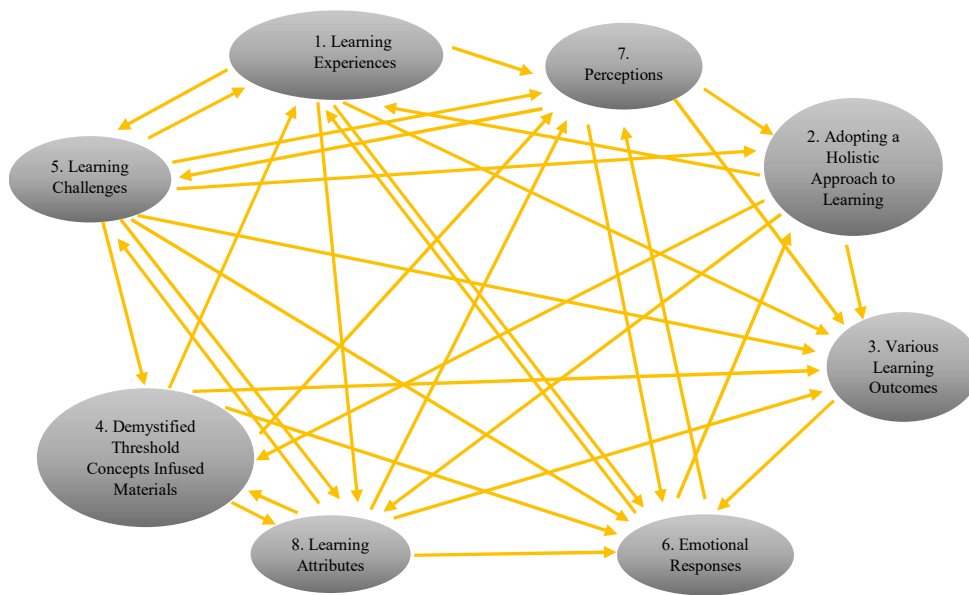 1. Learning
Experiences
7.
Perceptions
2. Adopting a
Holistic
Approach to
Learning
5. Learning
Challenges
3. Various
Learning
Outcomes
4. Demystified
Threshold
Concepts Infused
Materials
8. Learning
Attributes
6. Emotional
Responses